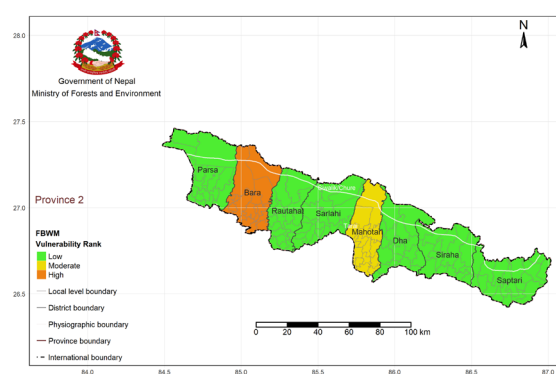 28.0
N
Government of Nepal
Ministry of Forests and Environment
27.5
Parsa
Bara
Province 2
27.0
Rautahat
Sarlahi
Mahotari
Dha
Siraha
Saptari
FBWM
Vulnerability Rank
Low
Moderate
High
26.5
Local level boundary
District boundary
Physiographic boundary
Province boundary
International boundary
0 20 40 60 80 100 km
84.0 84.5 85.0 85.5 86.0 86.5 87.0